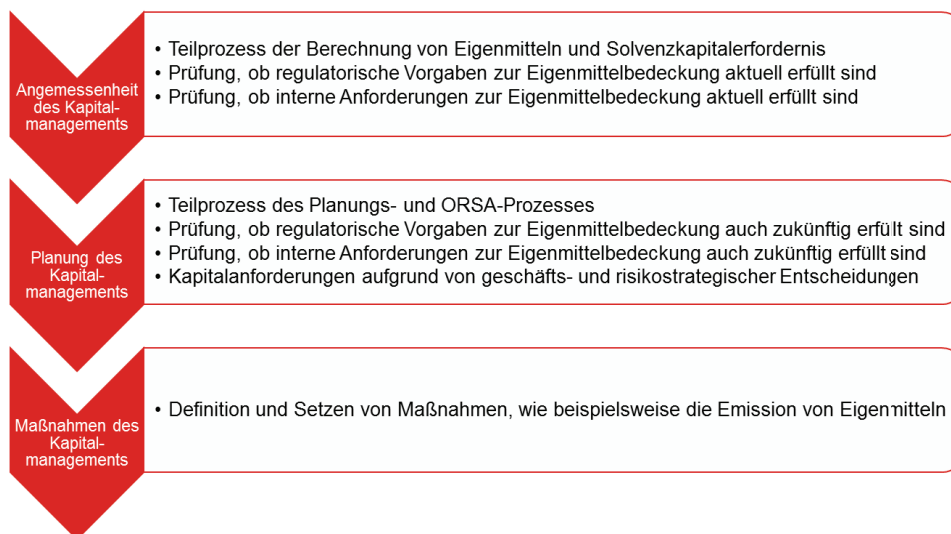 Angemessenheit
des Kapital-
managements
• Teilprozess der Berechnung von Eigenmitteln und Solvenzkapitalerfordernis
• Prüfung, ob regulatorische Vorgaben zur Eigenmittelbedeckung aktuell erfüllt sind
• Prüfung, ob interne Anforderungen zur Eigenmittelbedeckung aktuell erfüllt sind
Planung des
Kapital-
managements
• Teilprozess des Planungs- und ORSA-Prozesses
• Prüfung, ob regulatorische Vorgaben zur Eigenmittelbedeckung auch zukünftig erfüllt sind
• Prüfung, ob interne Anforderungen zur Eigenmittelbedeckung auch zukünftig erfüllt sind
• Kapitalanforderungen aufgrund von geschäfts- und risikostrategischer Entscheidungen
Maßnahmen des
Kapital-
managements
• Definition und Setzen von Maßnahmen, wie beispielsweise die Emission von Eigenmitteln